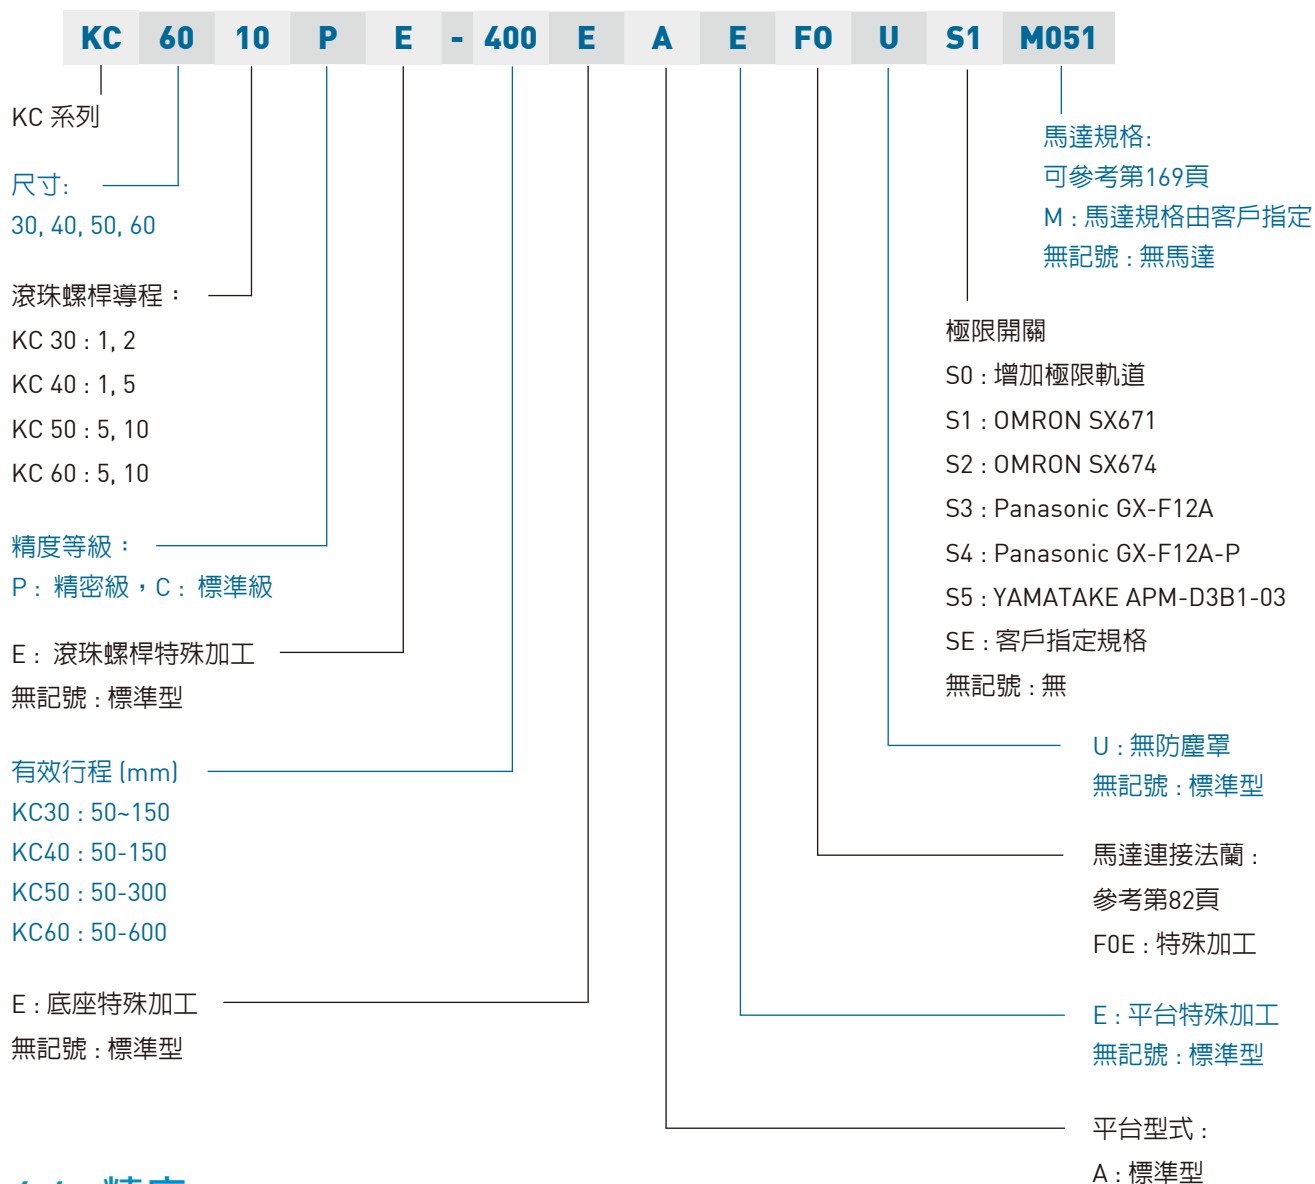 KC 60 10 P E - 400 E A E F0 U S1 M051
KC 系列
尺寸:
30, 40, 50, 60
滾珠螺桿導程：
KC 30 : 1, 2
KC 40 : 1, 5
KC 50 : 5, 10
KC 60 : 5, 10
精度等級：
P : 精密級，C : 標準級
E : 滾珠螺桿特殊加工
無記號 : 標準型
有效行程 (mm)
KC30 : 50~150
KC40 : 50-150
KC50 : 50-300
KC60 : 50-600
E : 底座特殊加工
無記號 : 標準型
馬達規格:
可參考第169頁
M : 馬達規格由客戶指定
無記號 : 無馬達
極限開關
S0 : 增加極限軌道
S1 : OMRON SX671
S2 : OMRON SX674
S3 : Panasonic GX-F12A
S4 : Panasonic GX-F12A-P
S5 : YAMATAKE APM-D3B1-03
SE : 客戶指定規格
無記號 : 無
U : 無防塵罩
無記號 : 標準型
馬達連接法蘭 :
參考第82頁
F0E : 特殊加工
E : 平台特殊加工
無記號 : 標準型
平台型式 :
A : 標準型